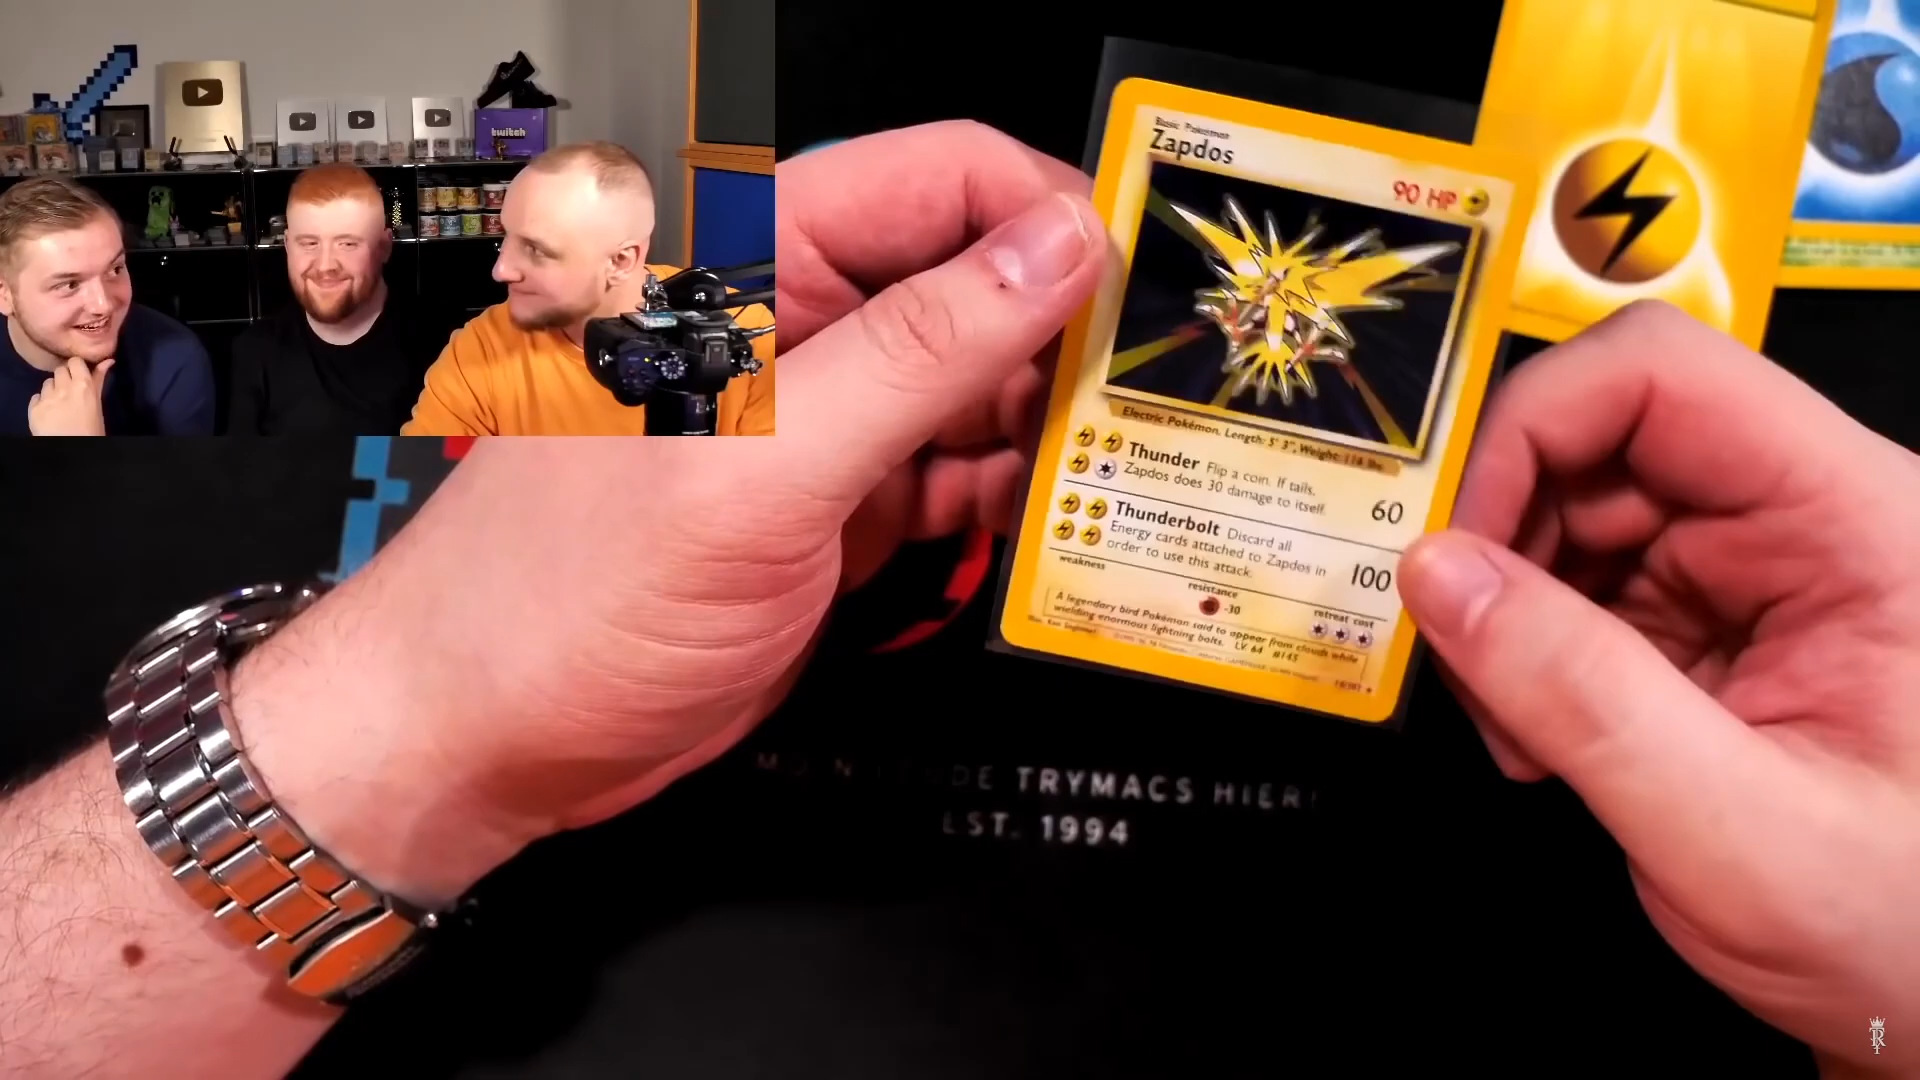 twitch
Basic Pokémon
Zapdos
90 HP
Electric Pokémon. Length: 5' 3", Weight: 116 lbs.
Thunder Flip a coin. If tails,
Zapdos does 30 damage to itself.
60
Thunderbolt Discard all
Energy cards attached to Zapdos in
order to use this attack.
100
weakness
resistance
-30
retreat cost
A legendary bird Pokémon said to appear from clouds while
wielding enormous lightning bolts. LV. 64 #145
TRYMACS HIER!
EST. 1994